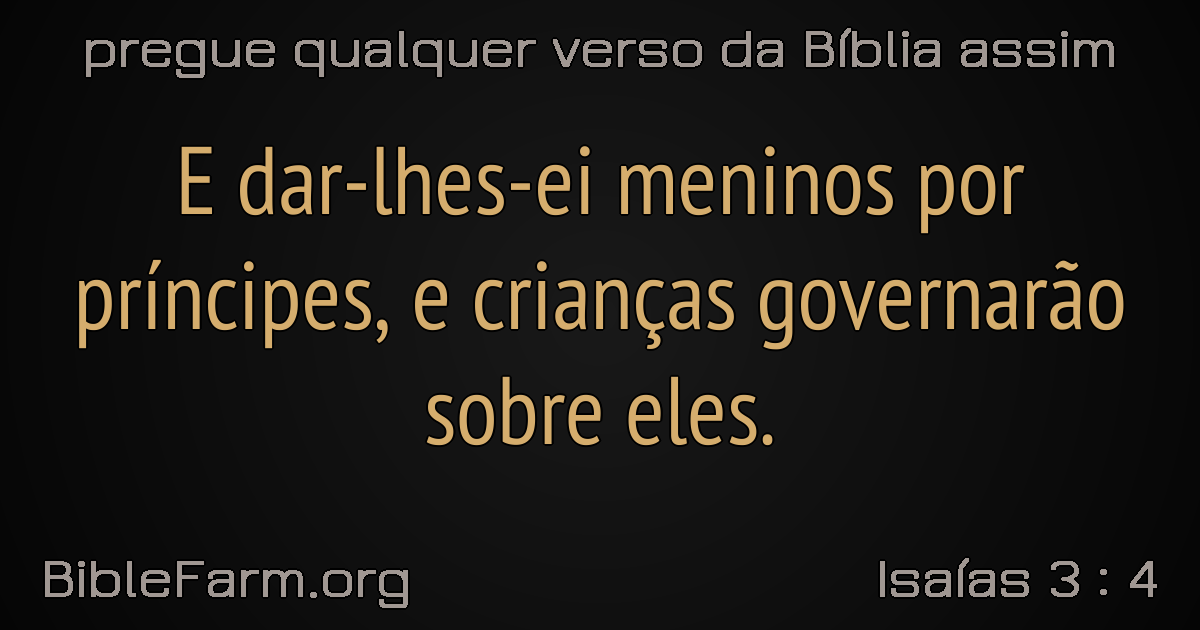 pregue qualquer verso da Bíblia assim
E dar-lhes-ei meninos por
príncipes, e crianças governarão
sobre eles.
BibleFarm.org
Isaías 3 : 4